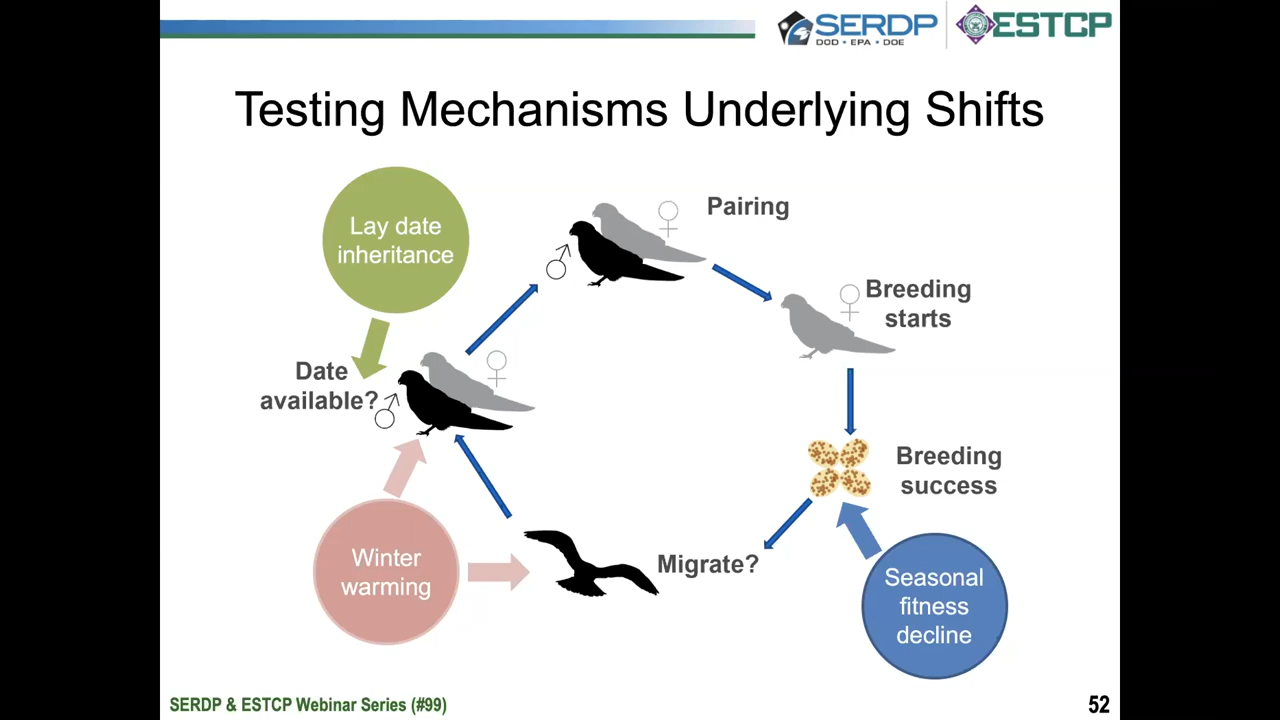 SERDP
DOD • EPA • DOE
ESTCP
Testing Mechanisms Underlying Shifts
Lay date
inheritance
♀
Pairing
♂
♀
Breeding
starts
Date
available?
♂
♀
Breeding
success
Winter
warming
Migrate?
Seasonal
fitness
decline
SERDP & ESTCP Webinar Series (#99)
52